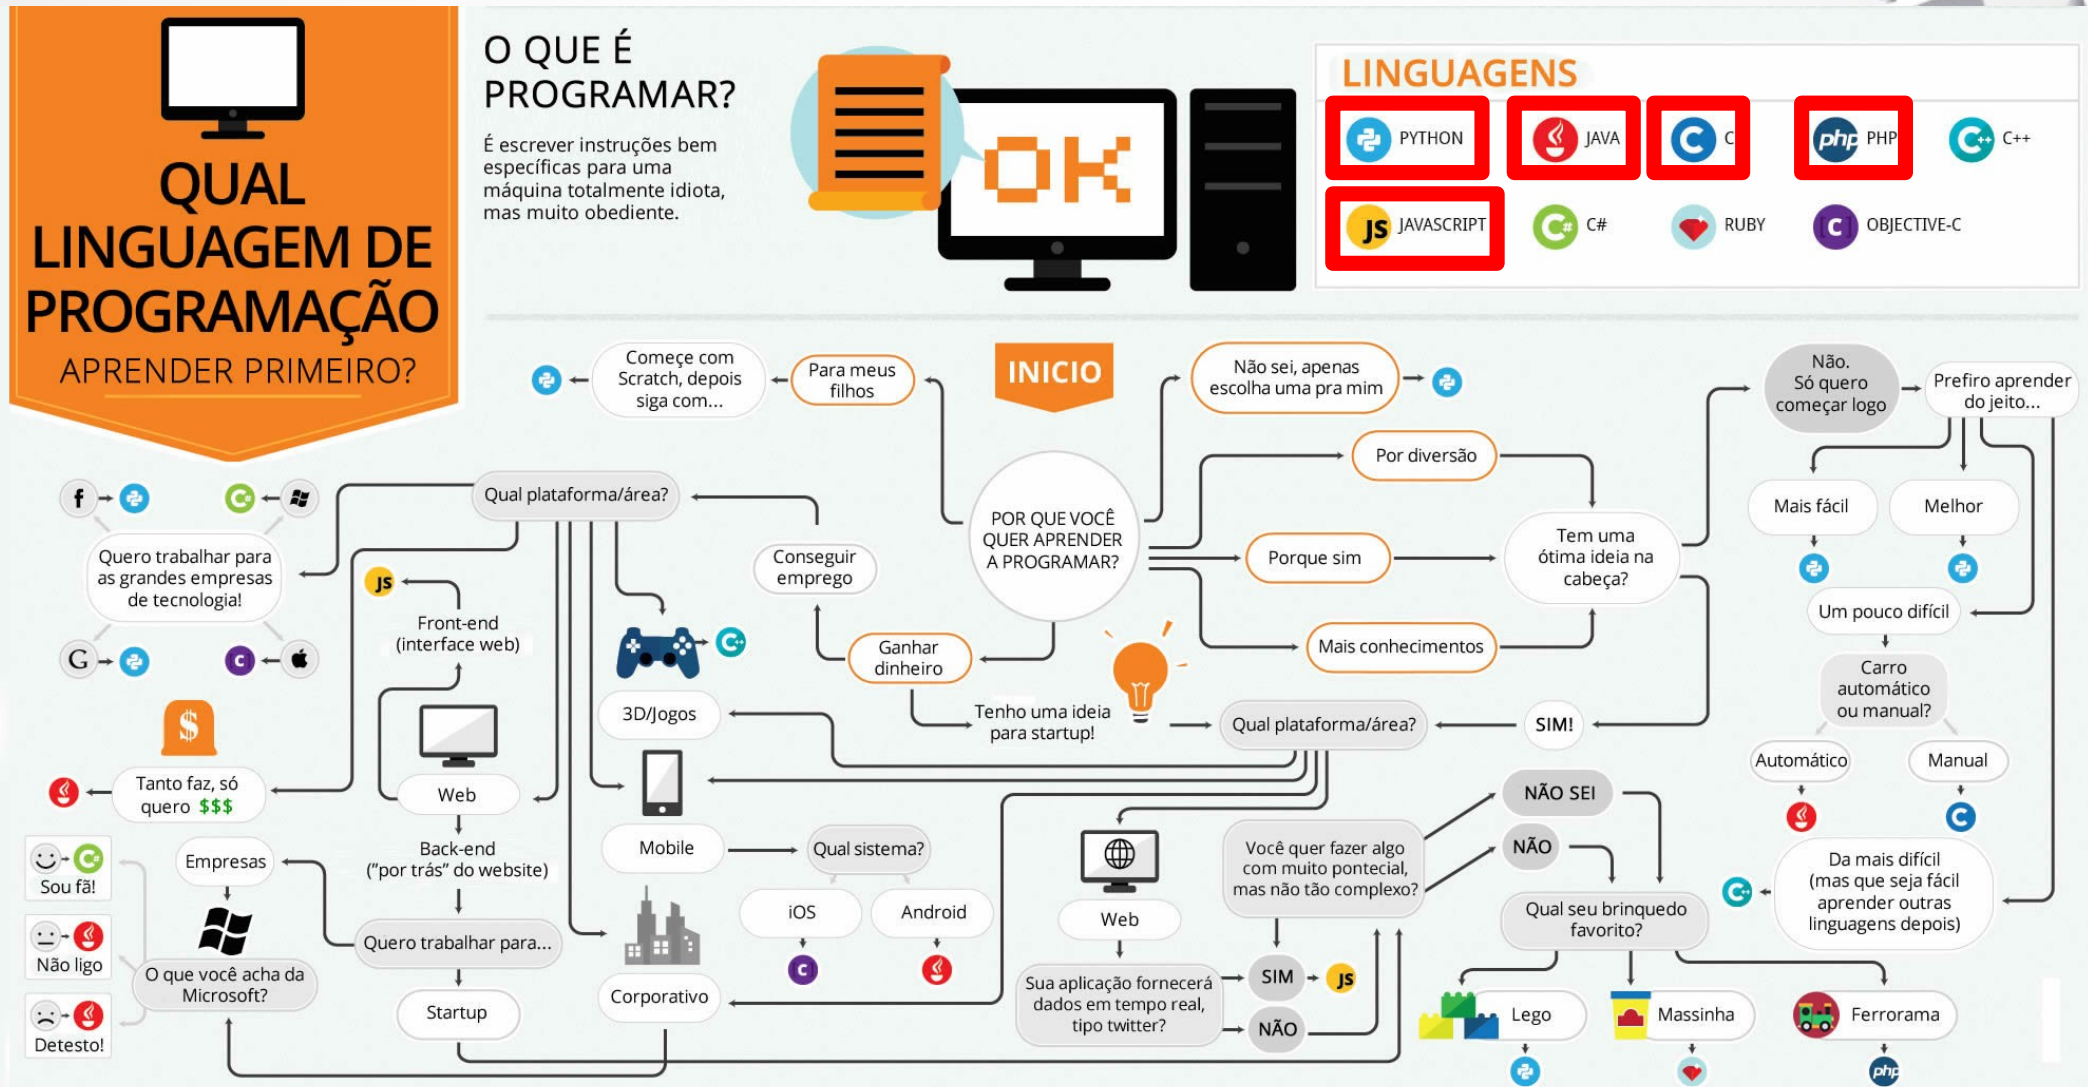 QUAL
LINGUAGEM DE
PROGRAMAÇÃO
APRENDER PRIMEIRO?
O QUE É
PROGRAMAR?
É escrever instruções bem
específicas para uma
máquina totalmente idiota,
mas muito obediente.
OK
LINGUAGENS
PYTHON
JAVA
C C
php PHP
C++ C++
JS JAVASCRIPT
C# C#
RUBY
[C] OBJECTIVE-C
INICIO
POR QUE VOCÊ
QUER APRENDER
A PROGRAMAR?
Para meus
filhos
Começe com
Scratch, depois
siga com...
Não sei, apenas
escolha uma pra mim
Por diversão
Porque sim
Mais conhecimentos
Tem uma
ótima ideia na
cabeça?
Não.
Só quero
começar logo
Prefiro aprender
do jeito...
Mais fácil
Melhor
Um pouco difícil
Carro
automático
ou manual?
Automático
Manual
C
Da mais difícil
(mas que seja fácil
aprender outras
linguagens depois)
C++
SIM!
Ganhar
dinheiro
Conseguir
emprego
Tenho uma ideia
para startup!
Qual plataforma/área?
Qual plataforma/área?
f
C#
Quero trabalhar para
as grandes empresas
de tecnologia!
G
C
$
Tanto faz, só
quero $$$
JS
Front-end
(interface web)
Web
Back-end
("por trás" do website)
Quero trabalhar para...
Empresas
Startup
O que você acha da
Microsoft?
C#
Sou fã!
Não ligo
Detesto!
C++
3D/Jogos
Mobile
Qual sistema?
iOS
Android
C
Corporativo
Web
Sua aplicação fornecerá
dados em tempo real,
tipo twitter?
SIM
JS
NÃO
Você quer fazer algo
com muito pontecial,
mas não tão complexo?
NÃO SEI
NÃO
Qual seu brinquedo
favorito?
Lego
Massinha
Ferrorama
php